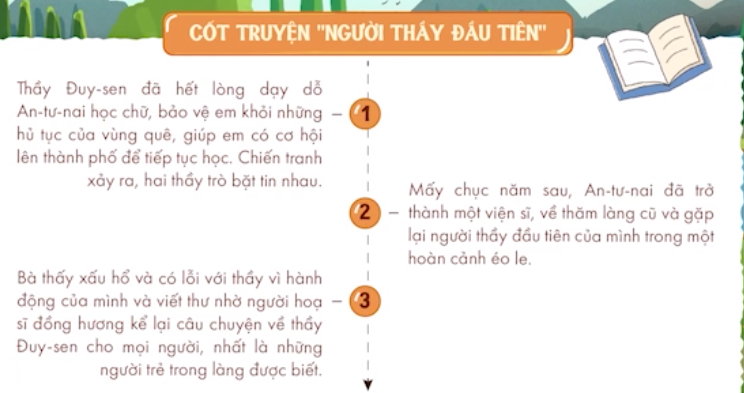 CỐT TRUYỆN "NGƯỜI THẦY ĐẦU TIÊN"
Thầy Đuy-sen đã hết lòng dạy dỗ
An-tư-nai học chữ, bảo vệ em khỏi những
hủ tục của vùng quê, giúp em có cơ hội
lên thành phố để tiếp tục học. Chiến tranh
xảy ra, hai thầy trò bặt tin nhau.
1
2
Mấy chục năm sau, An-tư-nai đã trở
thành một viện sĩ, về thăm làng cũ và gặp
lại người thầy đầu tiên của mình trong một
hoàn cảnh éo le.
Bà thấy xấu hổ và có lỗi với thầy vì hành
động của mình và viết thư nhờ người hoạ
sĩ đồng hương kể lại câu chuyện về thầy
Đuy-sen cho mọi người, nhất là những
người trẻ trong làng được biết.
3